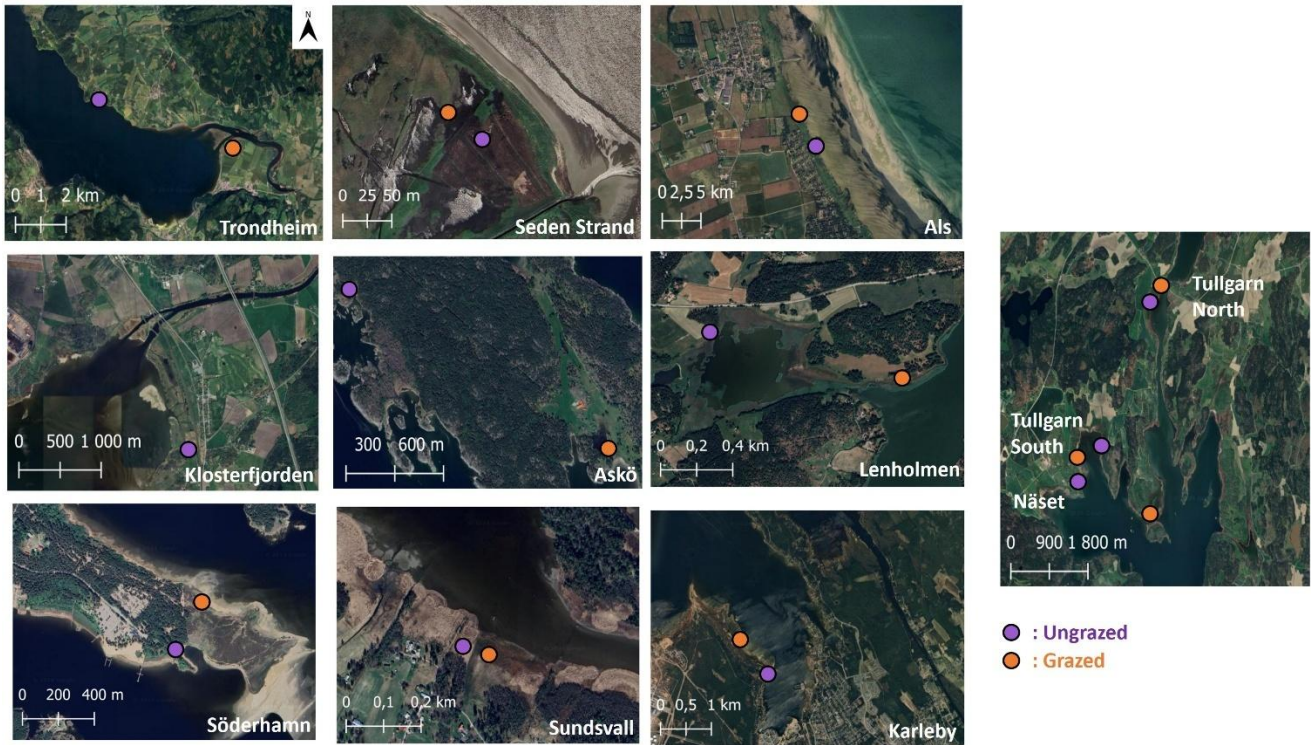 N
0 1 2 km
Trondheim
0 25 50 m
Seden Strand
0 2,5 5 km
Als
0 500 1 000 m
Klosterfjorden
300 600 m
Askö
0 0,2 0,4 km
Lenholmen
0 200 400 m
Söderhamn
0 0,1 0,2 km
Sundsvall
0 0,5 1 km
Karleby
Tullgarn
North
Tullgarn
South
Näset
0 900 1 800 m
: Ungrazed
: Grazed